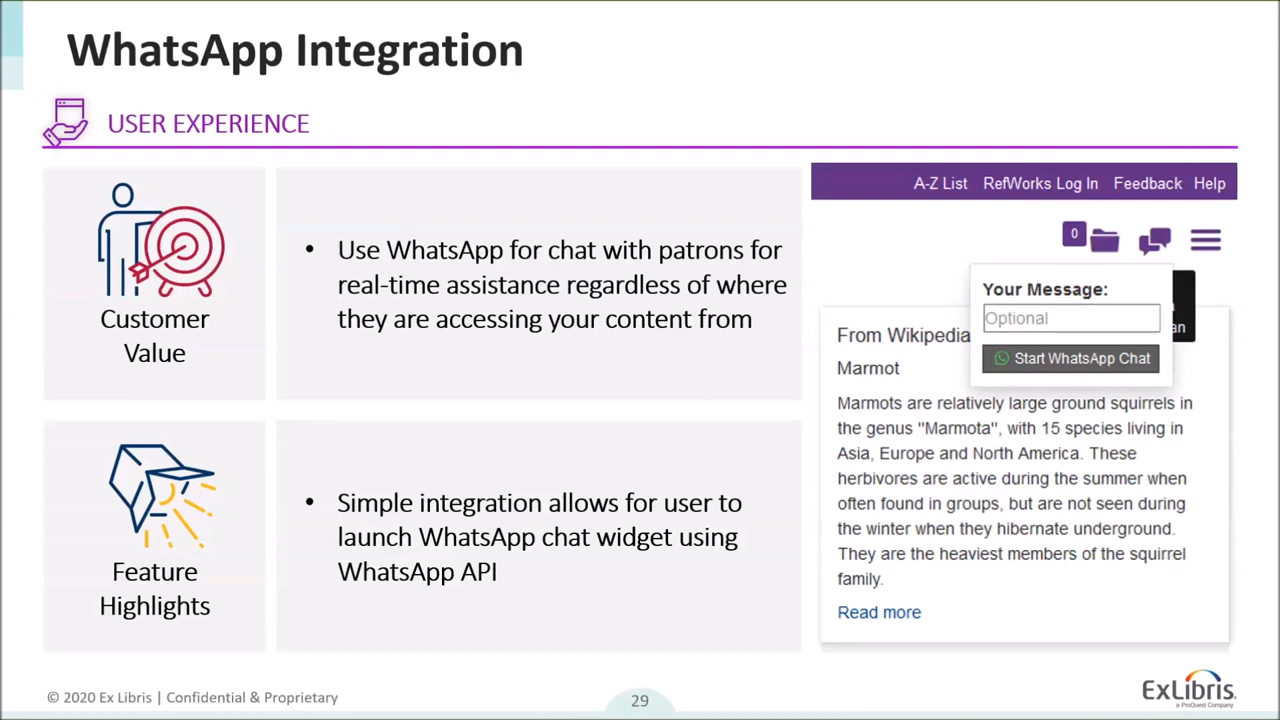 WhatsApp Integration
USER EXPERIENCE
Customer
Value
• Use WhatsApp for chat with patrons for
real-time assistance regardless of where
they are accessing your content from
Feature
Highlights
• Simple integration allows for user to
launch WhatsApp chat widget using
WhatsApp API
A-Z List RefWorks Log In Feedback Help
0
Your Message:
Optional
Start WhatsApp Chat
an
From Wikipedia
Marmot
Marmots are relatively large ground squirrels in
the genus "Marmota", with 15 species living in
Asia, Europe and North America. These
herbivores are active during the summer when
often found in groups, but are not seen during
the winter when they hibernate underground.
They are the heaviest members of the squirrel
family.
Read more
© 2020 Ex Libris | Confidential & Proprietary
29
ExLibris
a ProQuest Company